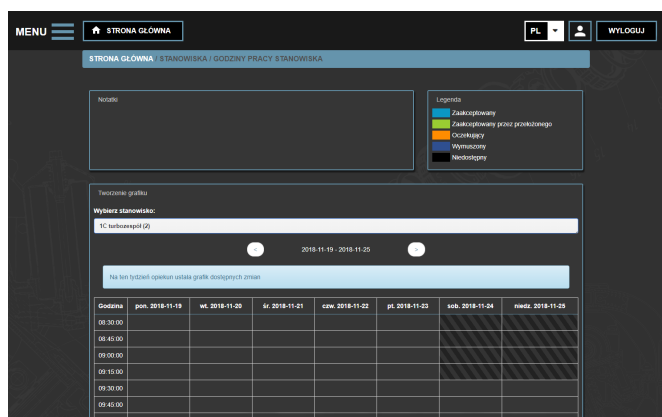 MENU STRONA GŁÓWNA PL WYLOGUJ
STRONA GŁÓWNA / STANOWISKA / GODZINY PRACY STANOWISKA
Notatki
Legenda
Zaakceptowany
Zaakceptowany przez przełożonego
Oczekujący
Wymuszony
Niedostępny
Tworzenie grafiku
Wybierz stanowisko:
1C turbozespół (2)
< 2018-11-19 - 2018-11-25 >
Na ten tydzień opiekun ustala grafik dostępnych zmian
Godzina pon. 2018-11-19 wt. 2018-11-20 śr. 2018-11-21 czw. 2018-11-22 pt. 2018-11-23 sob. 2018-11-24 niedz. 2018-11-25
08:30:00
08:45:00
09:00:00
09:15:00
09:30:00
09:45:00